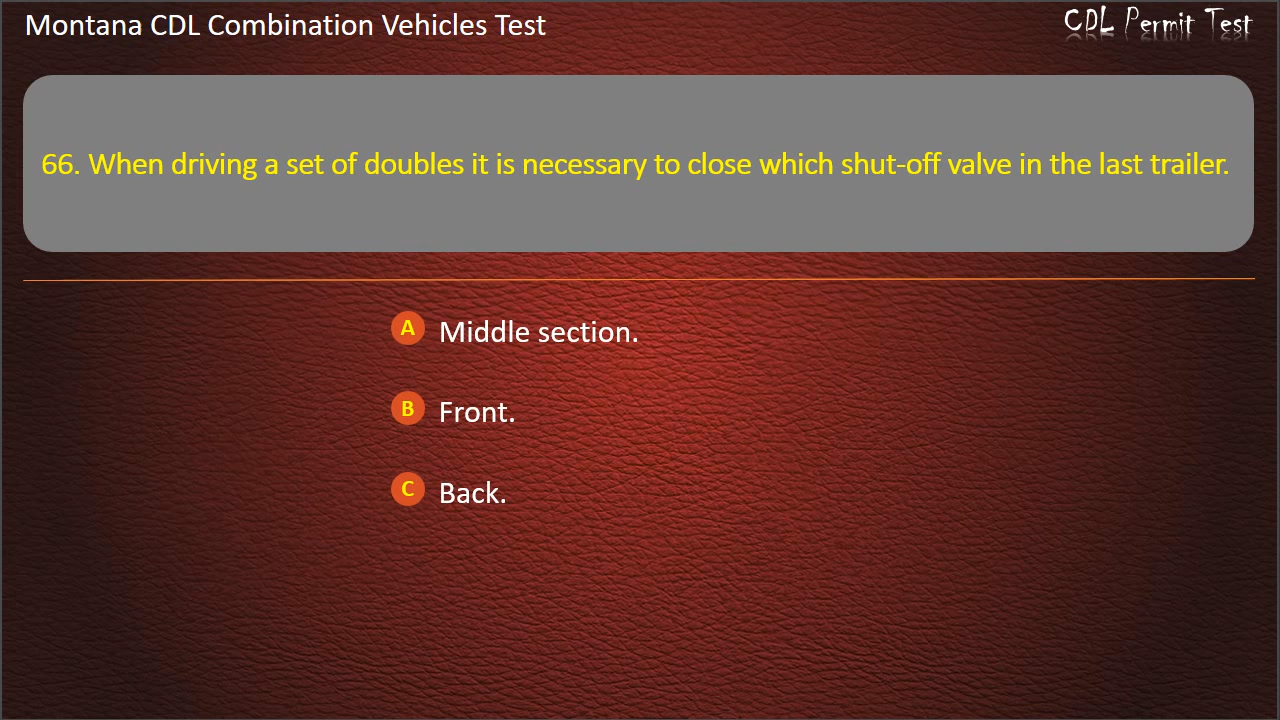 Montana CDL Combination Vehicles Test
CDL Permit Test
66. When driving a set of doubles it is necessary to close which shut-off valve in the last trailer.
A Middle section.
B Front.
C Back.